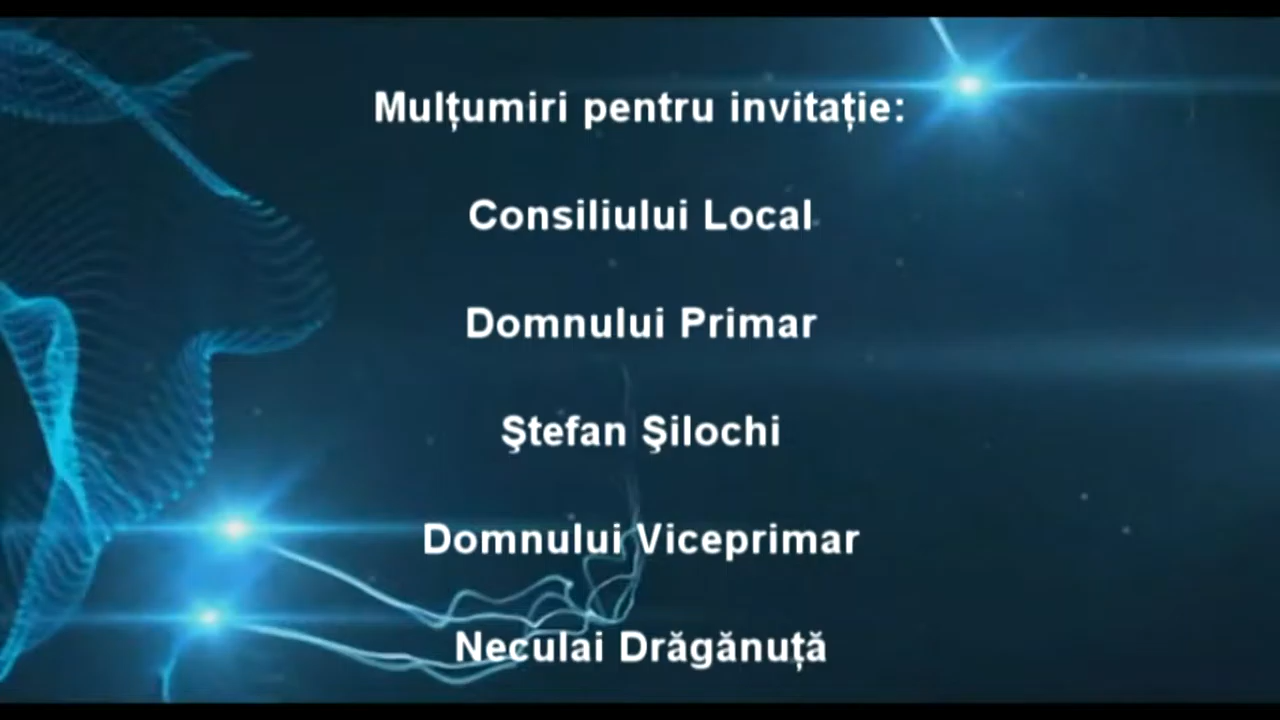 Mulțumiri pentru invitație:
Consiliului Local
Domnului Primar
Ştefan Şilochi
Domnului Viceprimar
Neculai Drăgănuță